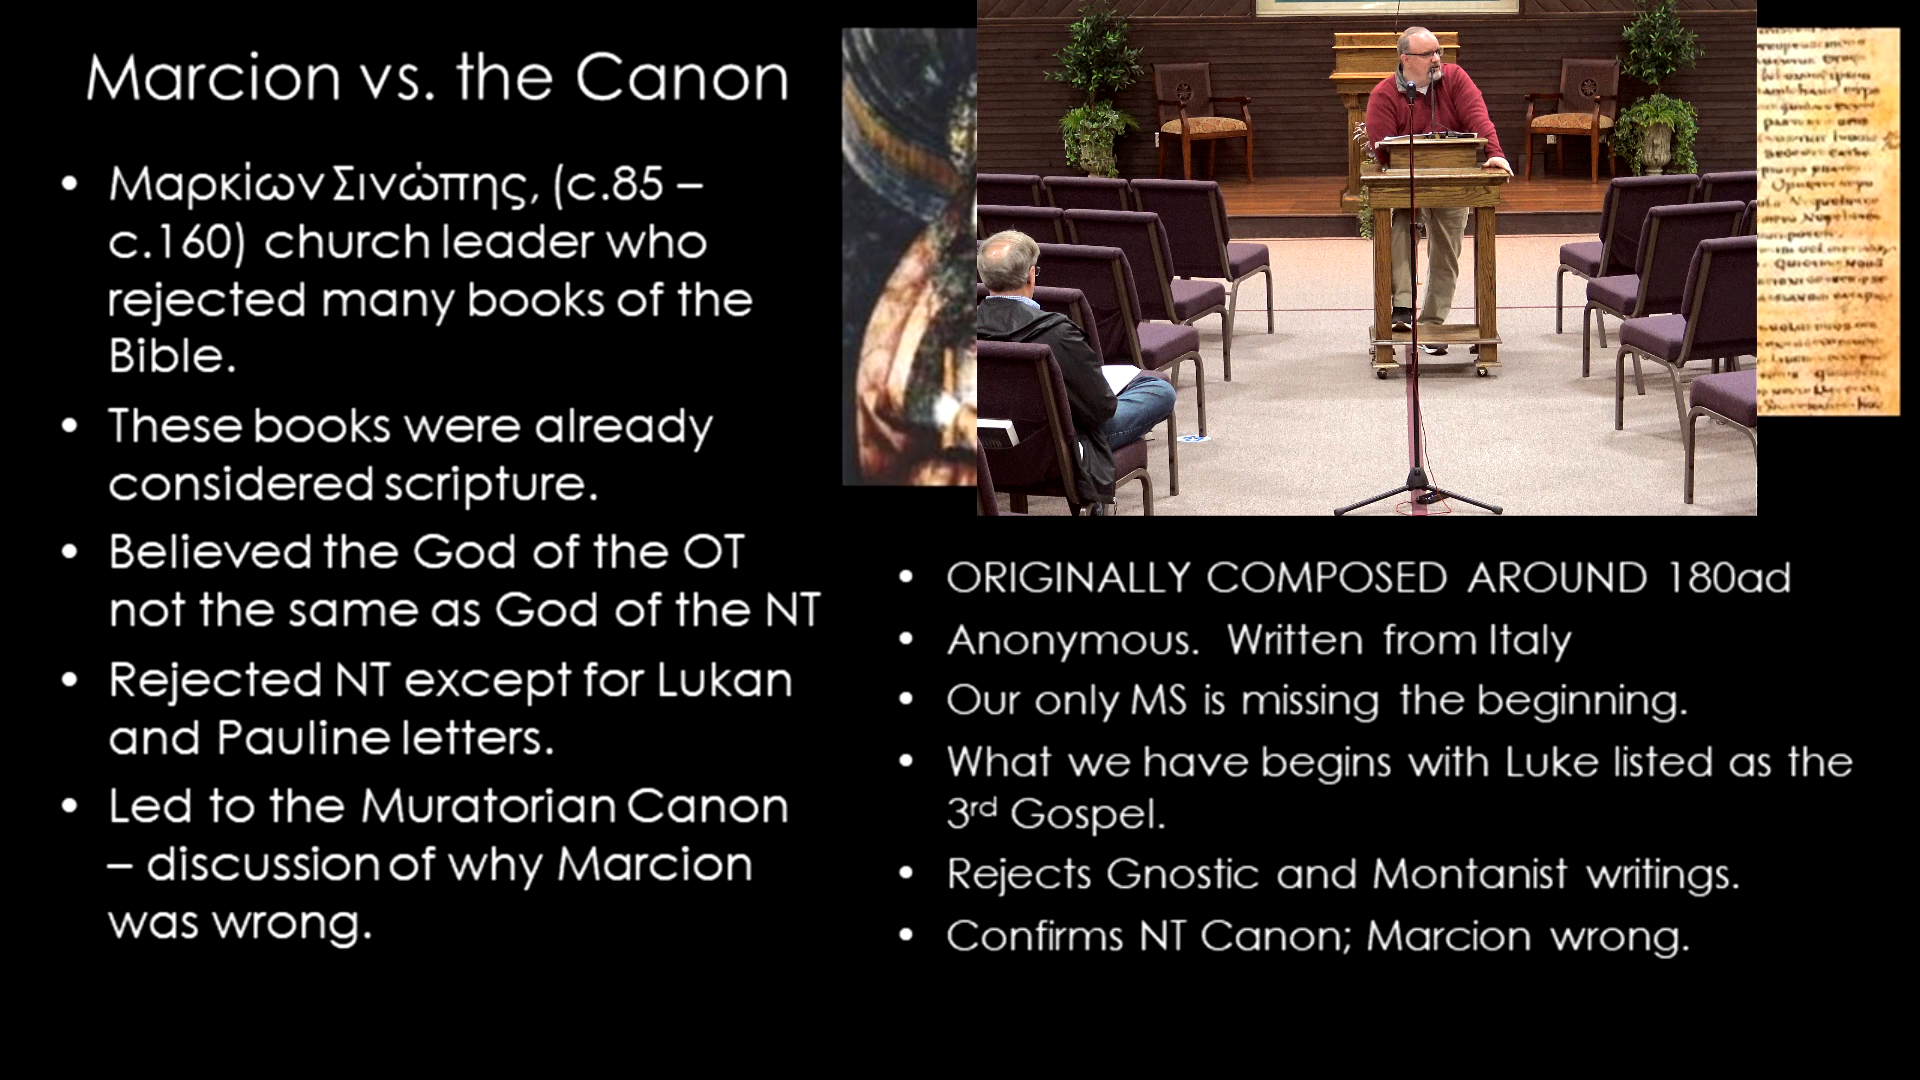 Marcion vs. the Canon
• Μαρκίων Σινώπης, (c.85 –
c.160) church leader who
rejected many books of the
Bible.
• These books were already
considered scripture.
• Believed the God of the OT
not the same as God of the NT
• Rejected NT except for Lukan
and Pauline letters.
• Led to the Muratorian Canon
– discussion of why Marcion
was wrong.
• ORIGINALLY COMPOSED AROUND 180ad
• Anonymous. Written from Italy
• Our only MS is missing the beginning.
• What we have begins with Luke listed as the
3rd Gospel.
• Rejects Gnostic and Montanist writings.
• Confirms NT Canon; Marcion wrong.